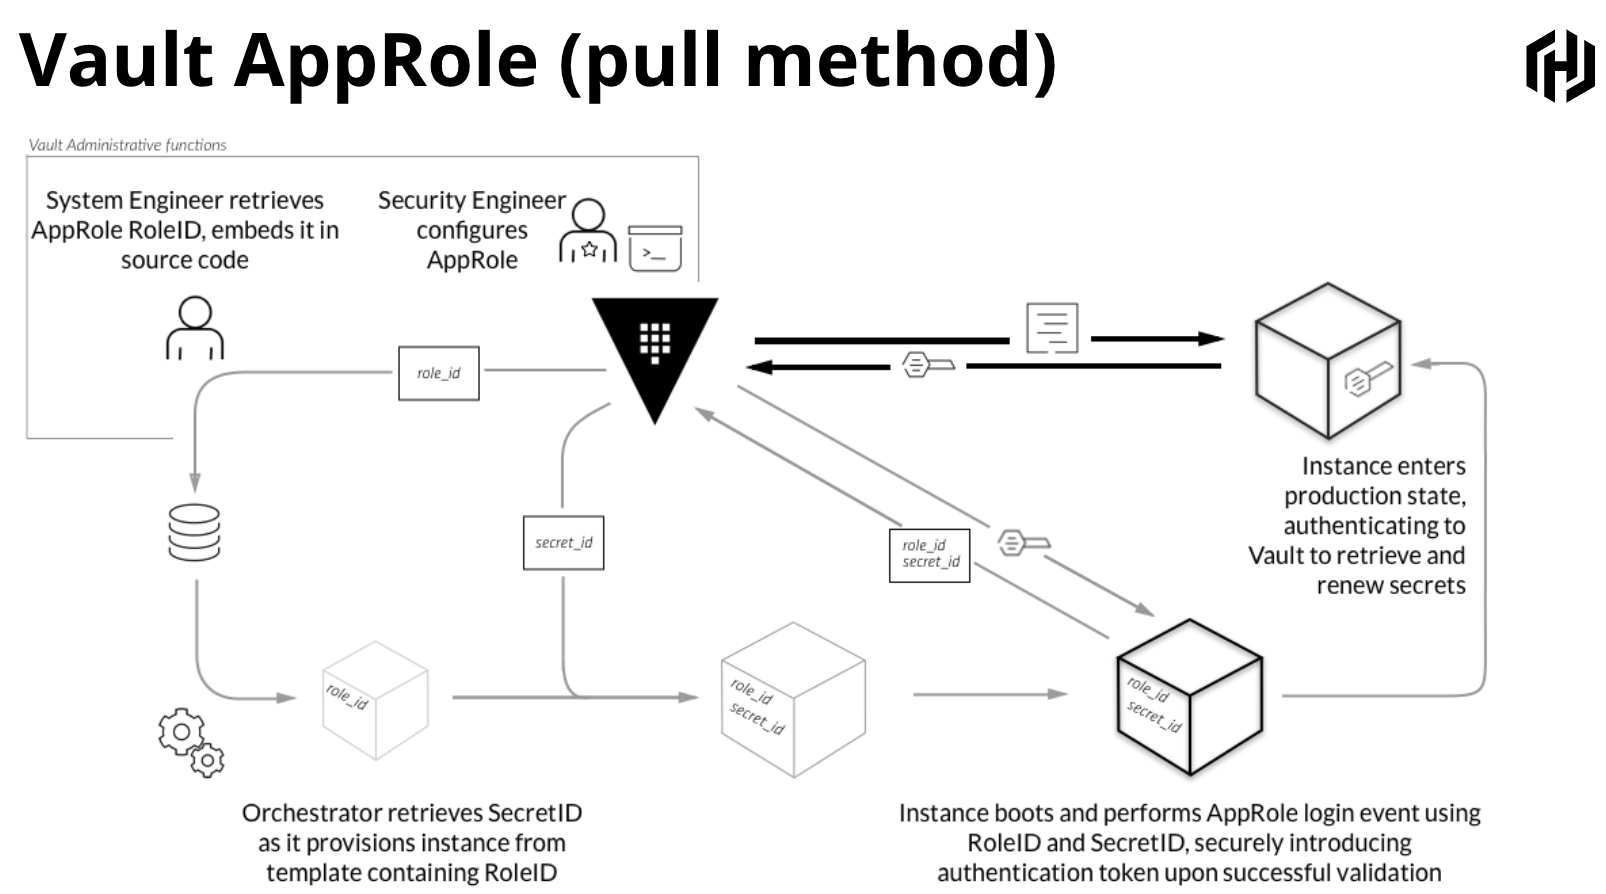 Vault AppRole (pull method)
Vault Administrative functions
System Engineer retrieves
AppRole RoleID, embeds it in
source code
Security Engineer
configures
AppRole
>_
role_id
secret_id
role_id
secret_id
Instance enters
production state,
authenticating to
Vault to retrieve and
renew secrets
role_id
role_id
secret_id
role_id
secret_id
Orchestrator retrieves SecretID
as it provisions instance from
template containing RoleID
Instance boots and performs AppRole login event using
RoleID and SecretID, securely introducing
authentication token upon successful validation